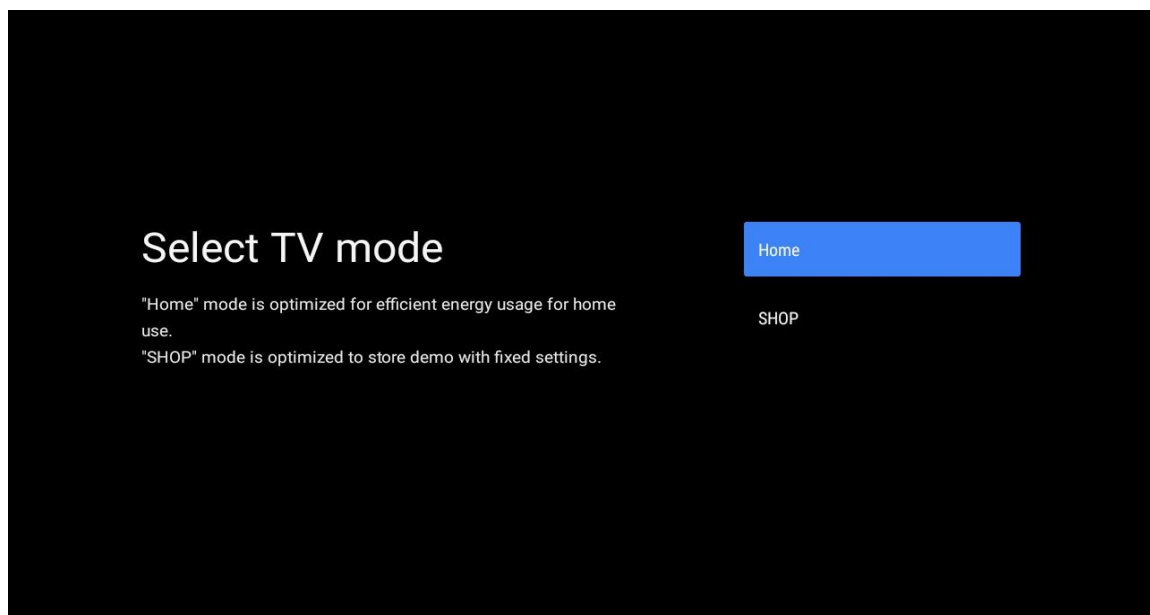 Select TV mode
"Home" mode is optimized for efficient energy usage for home
use.
"SHOP" mode is optimized to store demo with fixed settings.
Home
SHOP